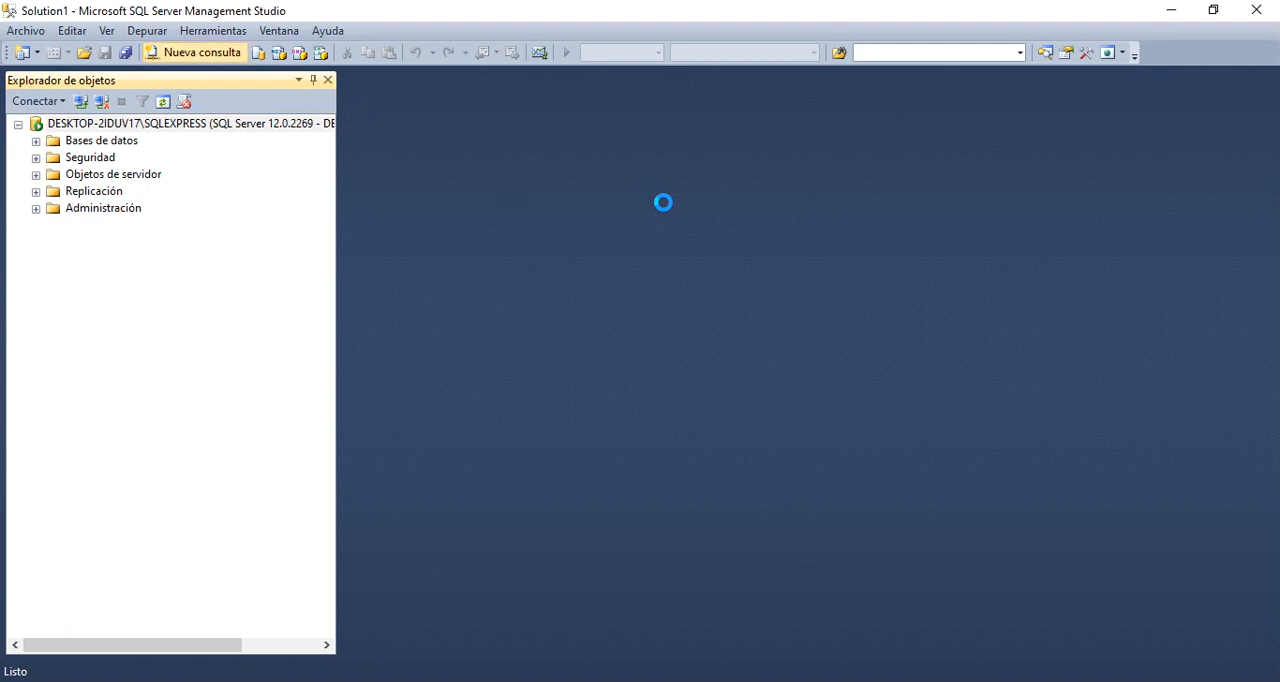 Solution1 - Microsoft SQL Server Management Studio
Archivo Editar Ver Depurar Herramientas Ventana Ayuda
Nueva consulta
Explorador de objetos
Conectar
DESKTOP-2IDUV17\SQLEXPRESS (SQL Server 12.0.2269 - DE
Bases de datos
Seguridad
Objetos de servidor
Replicación
Administración
Listo